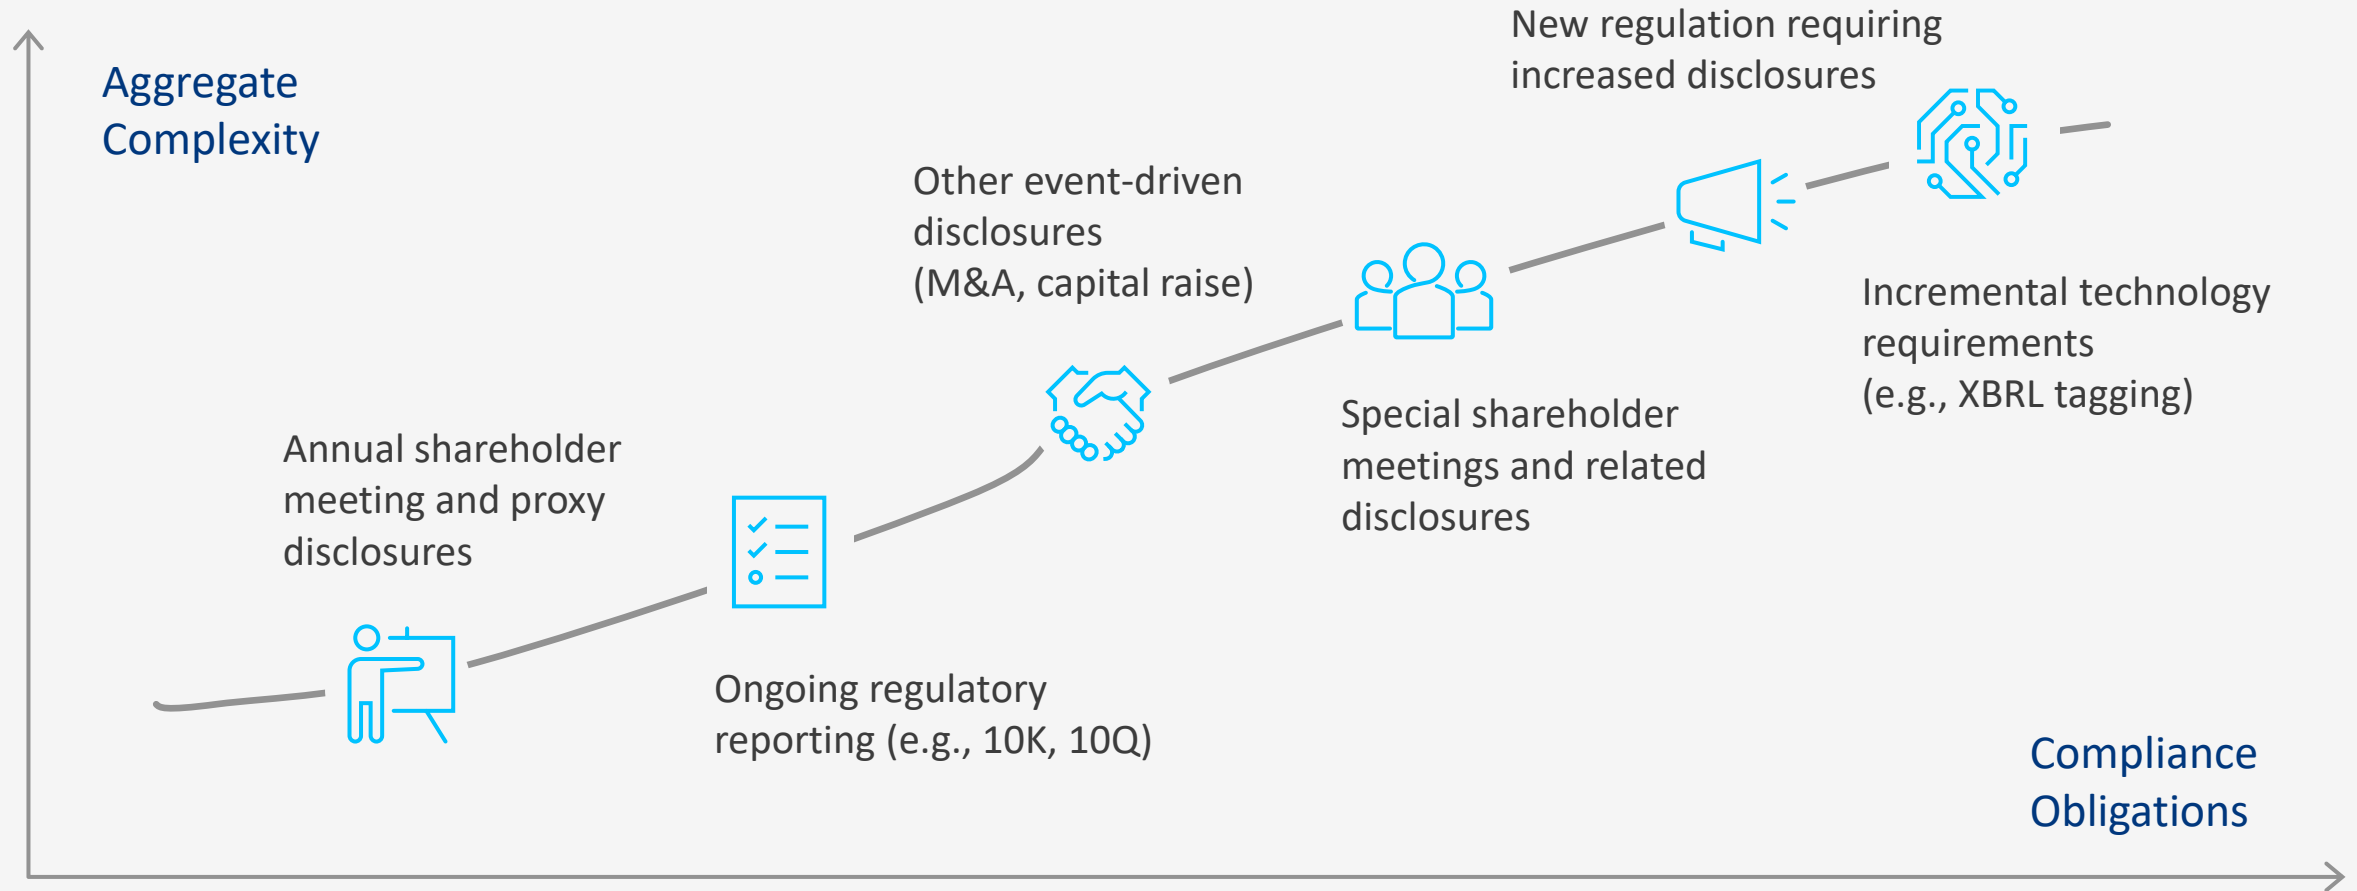 Aggregate
Complexity
Annual shareholder
meeting and proxy
disclosures
Ongoing regulatory
reporting (e.g., 10K, 10Q)
Other event-driven
disclosures
(M&A, capital raise)
Special shareholder
meetings and related
disclosures
New regulation requiring
increased disclosures
Incremental technology
requirements
(e.g., XBRL tagging)
Compliance
Obligations